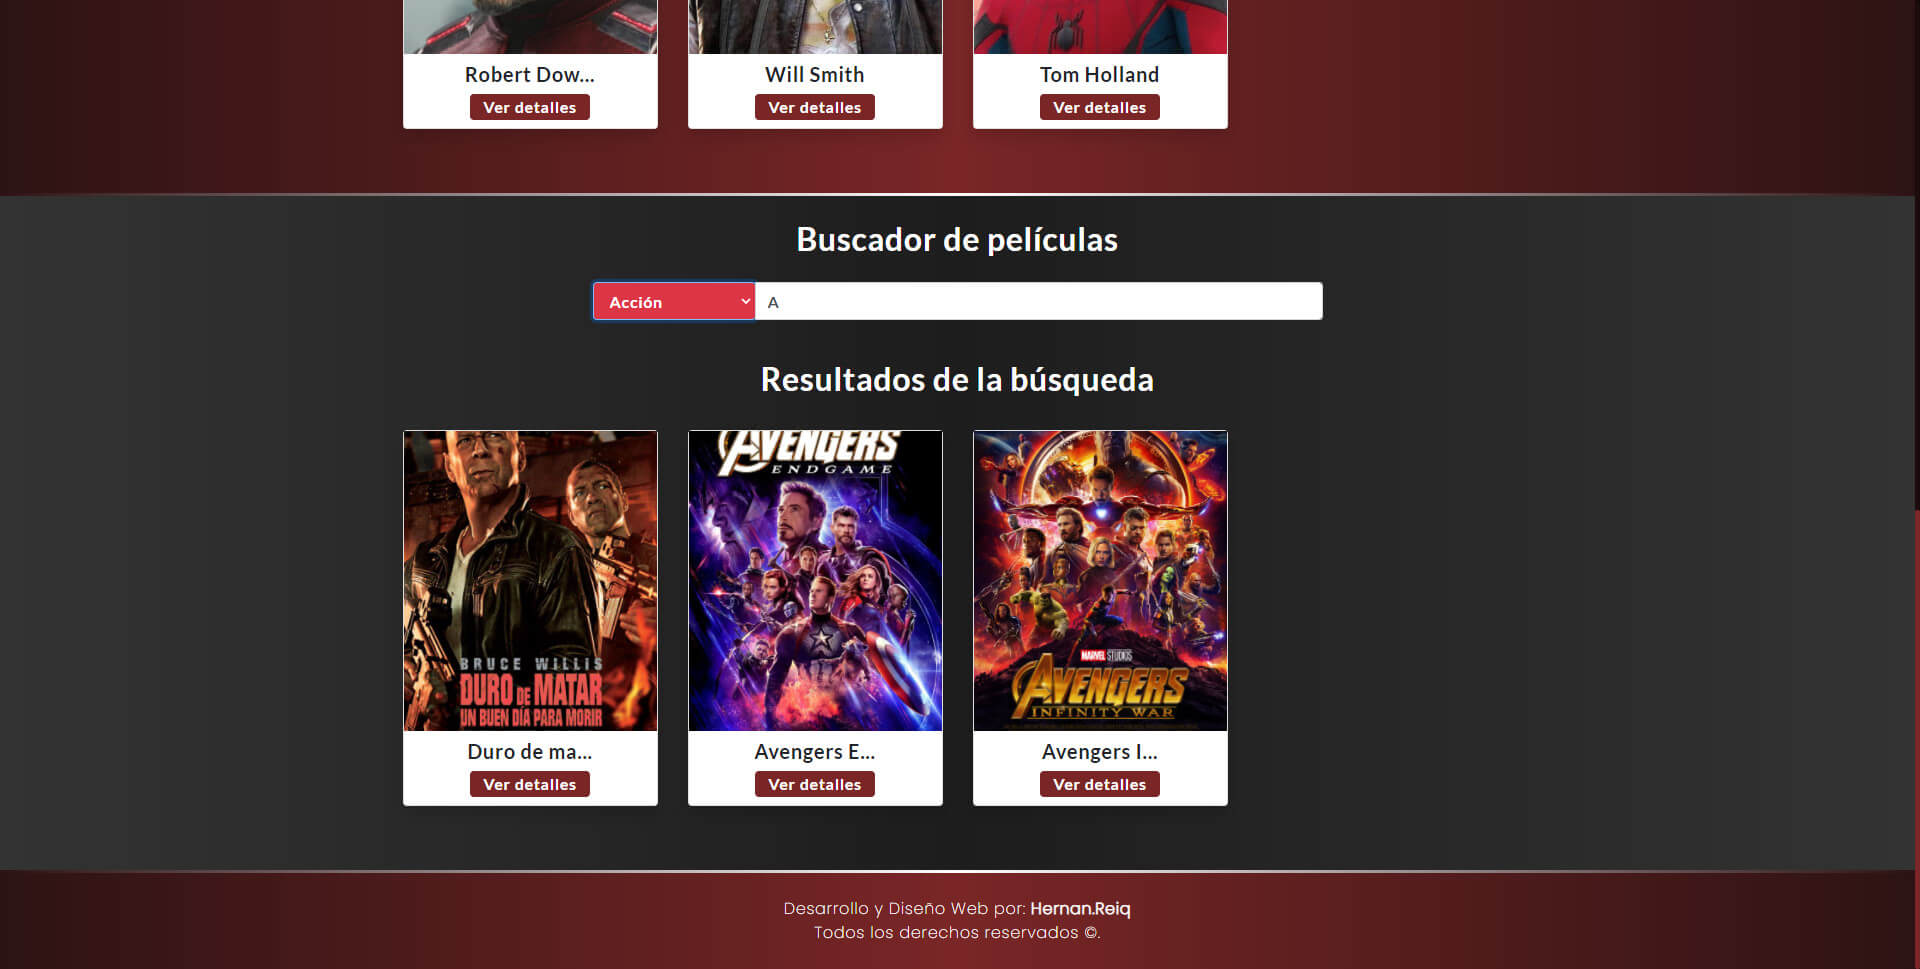 Robert Dow...
Will Smith
Tom Holland
Ver detalles
Ver detalles
Ver detalles
Buscador de películas
Acción
A
Resultados de la búsqueda
BRUCE WILLIS
DURO DE MATAR
UN BUEN DÍA PARA MORIR
AVENGERS
ENDGAME
MARVEL STUDIOS
AVENGERS
INFINITY WAR
Duro de ma...
Avengers E...
Avengers I...
Ver detalles
Ver detalles
Ver detalles
Desarrollo y Diseño Web por: Hernan.Reiq
Todos los derechos reservados ©.